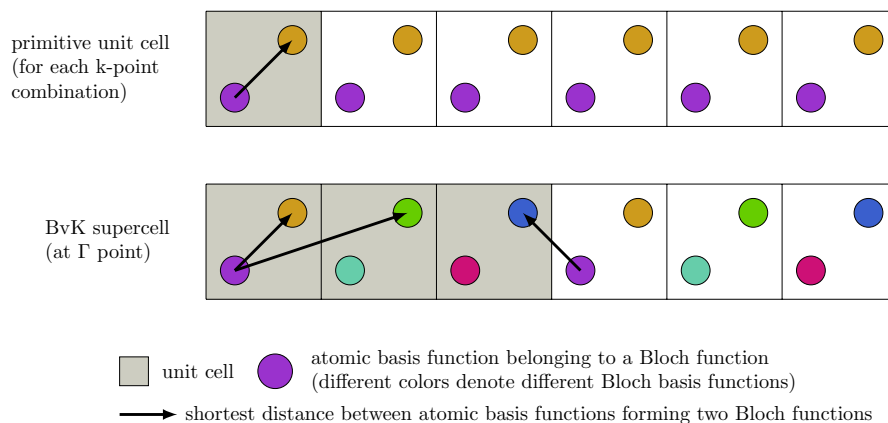 primitive unit cell
(for each k-point
combination)
BvK supercell
(at Γ point)
unit cell
atomic basis function belonging to a Bloch function
(different colors denote different Bloch basis functions)
shortest distance between atomic basis functions forming two Bloch functions